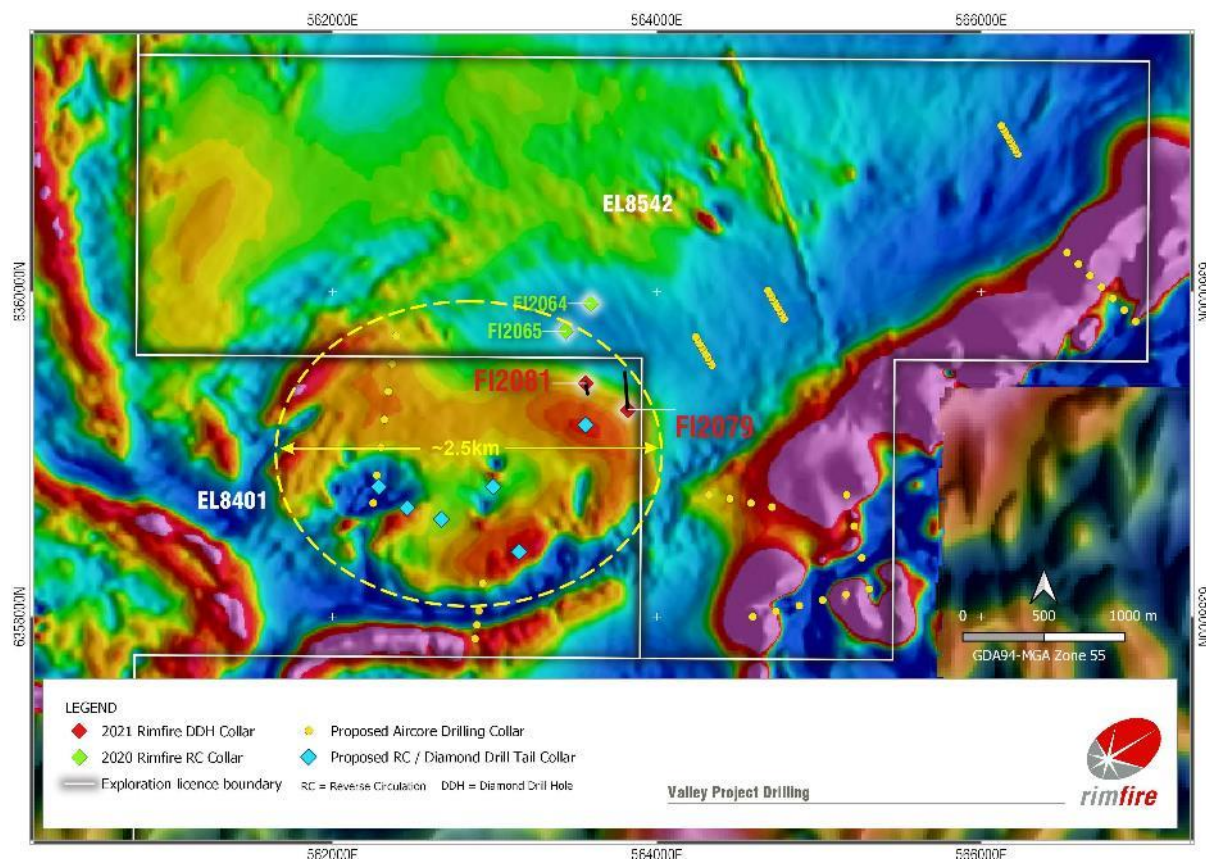 562000E 564000E 566000E
EL8542
6360000N 6360000N
FI2064
FI2065
FI2081
FI2079
~2.5km
EL8401
6358000N 6358000N
0 500 1000 m
GDA94-MGA Zone 55
LEGEND
2021 Rimfire DDH Collar
Proposed Aircore Drilling Collar
2020 Rimfire RC Collar
Proposed RC / Diamond Drill Tail Collar
Exploration licence boundary
RC = Reverse Circulation DDH = Diamond Drill Hole
Valley Project Drilling
rimfire
562000E 564000E 566000E